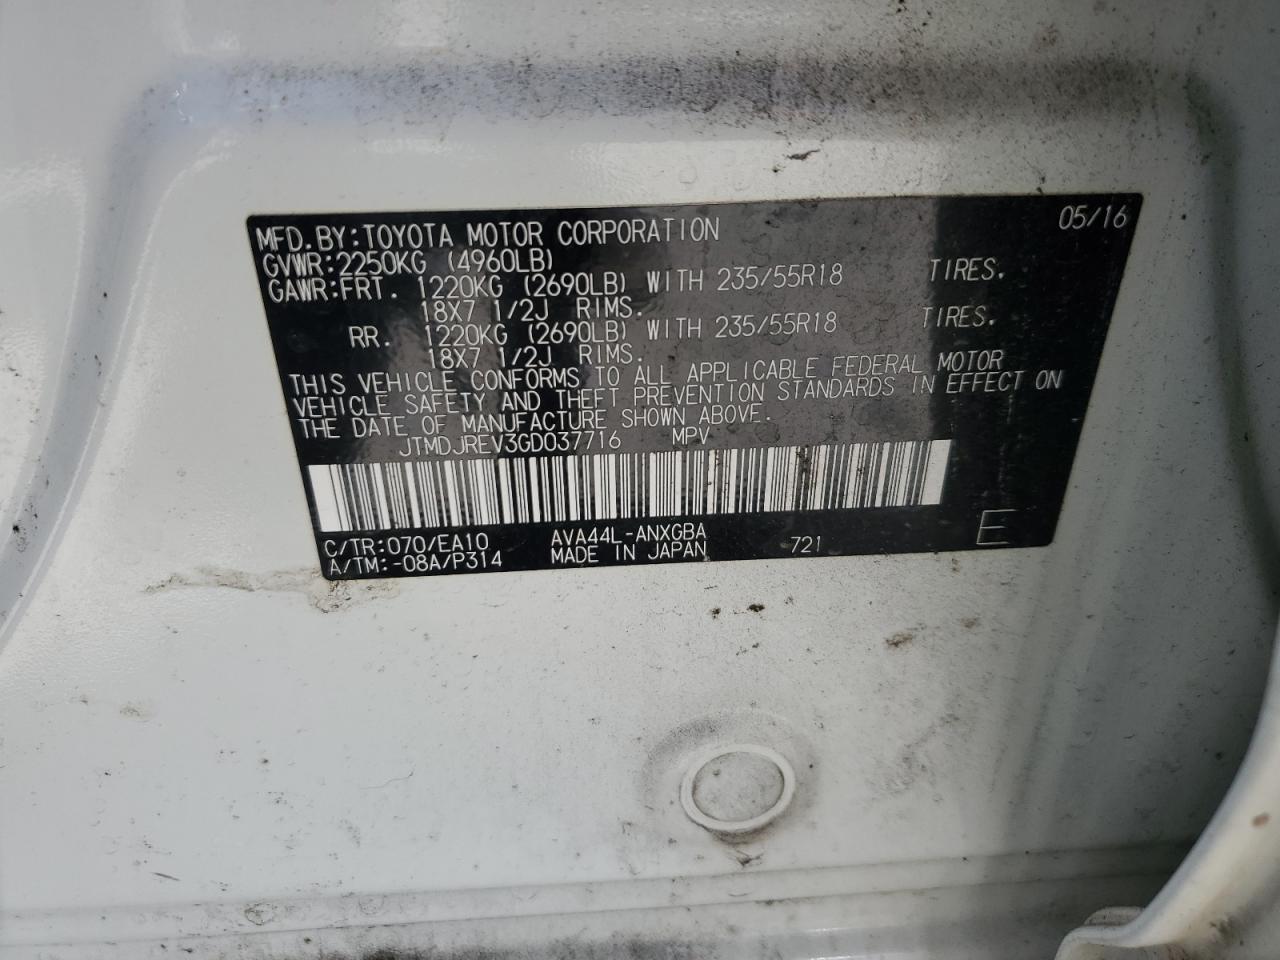 MFD.BY:TOYOTA MOTOR CORPORATION 05/16
GVWR:2250KG (4960LB)
GAWR:FRT. 1220KG (2690LB) WITH 235/55R18 TIRES.
18X7 1/2J RIMS.
RR. 1220KG (2690LB) WITH 235/55R18 TIRES.
18X7 1/2J RIMS.
THIS VEHICLE CONFORMS TO ALL APPLICABLE FEDERAL MOTOR
VEHICLE SAFETY AND THEFT PREVENTION STANDARDS IN EFFECT ON
THE DATE OF MANUFACTURE SHOWN ABOVE.
JTMDJREV3GD037716 MPV
C/TR:070/EA10 AVA44L-ANXGBA
A/TM:-08A/P314 MADE IN JAPAN 721 E